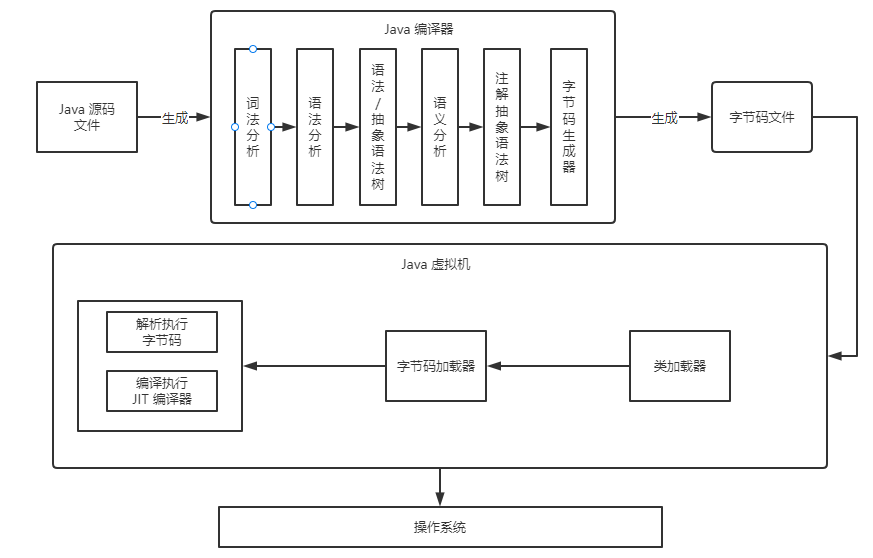 Java 编译器
Java 源码
文件
生成
词法分析
语法分析
语法/抽象语法树
语义分析
注解抽象语法树
字节码生成器
生成
字节码文件
Java 虚拟机
解析执行
字节码
编译执行
JIT 编译器
字节码加载器
类加载器
操作系统